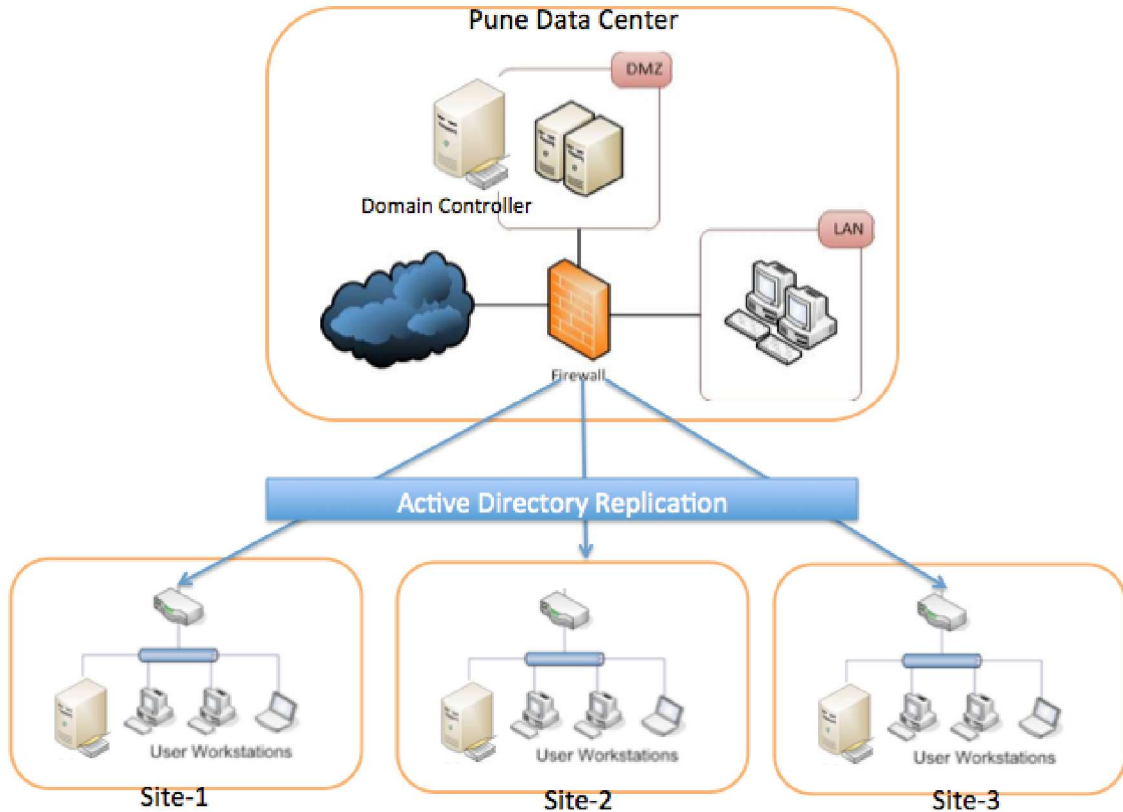 Pune Data Center
DMZ
Domain Controller
LAN
Firewall
Active Directory Replication
User Workstations
User Workstations
User Workstations
Site-1
Site-2
Site-3